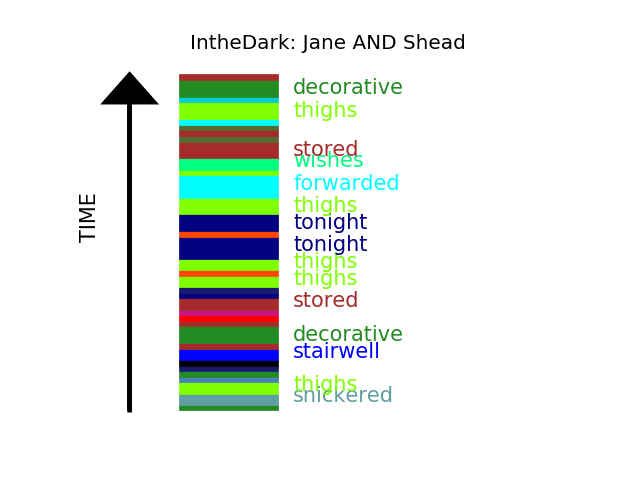 IntheDark: Jane AND Shead
decorative
thighs
stored
wishes
forwarded
thighs
tonight
tonight
thighs
thighs
stored
decorative
stairwell
thighs
snickered
TIME